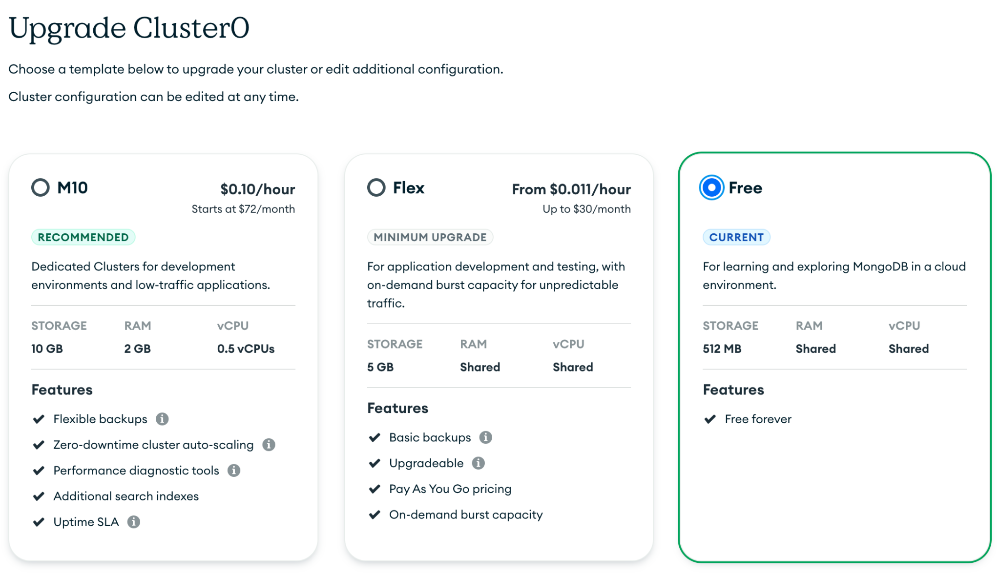 Upgrade Cluster0
Choose a template below to upgrade your cluster or edit additional configuration.
Cluster configuration can be edited at any time.
M10
$0.10/hour
Starts at $72/month
RECOMMENDED
Dedicated Clusters for development
environments and low-traffic applications.
STORAGE RAM vCPU
10 GB 2 GB 0.5 vCPUs
Features
Flexible backups
Zero-downtime cluster auto-scaling
Performance diagnostic tools
Additional search indexes
Uptime SLA
Flex
From $0.011/hour
Up to $30/month
MINIMUM UPGRADE
For application development and testing, with
on-demand burst capacity for unpredictable
traffic.
STORAGE RAM vCPU
5 GB Shared Shared
Features
Basic backups
Upgradeable
Pay As You Go pricing
On-demand burst capacity
Free
CURRENT
For learning and exploring MongoDB in a cloud
environment.
STORAGE RAM vCPU
512 MB Shared Shared
Features
Free forever